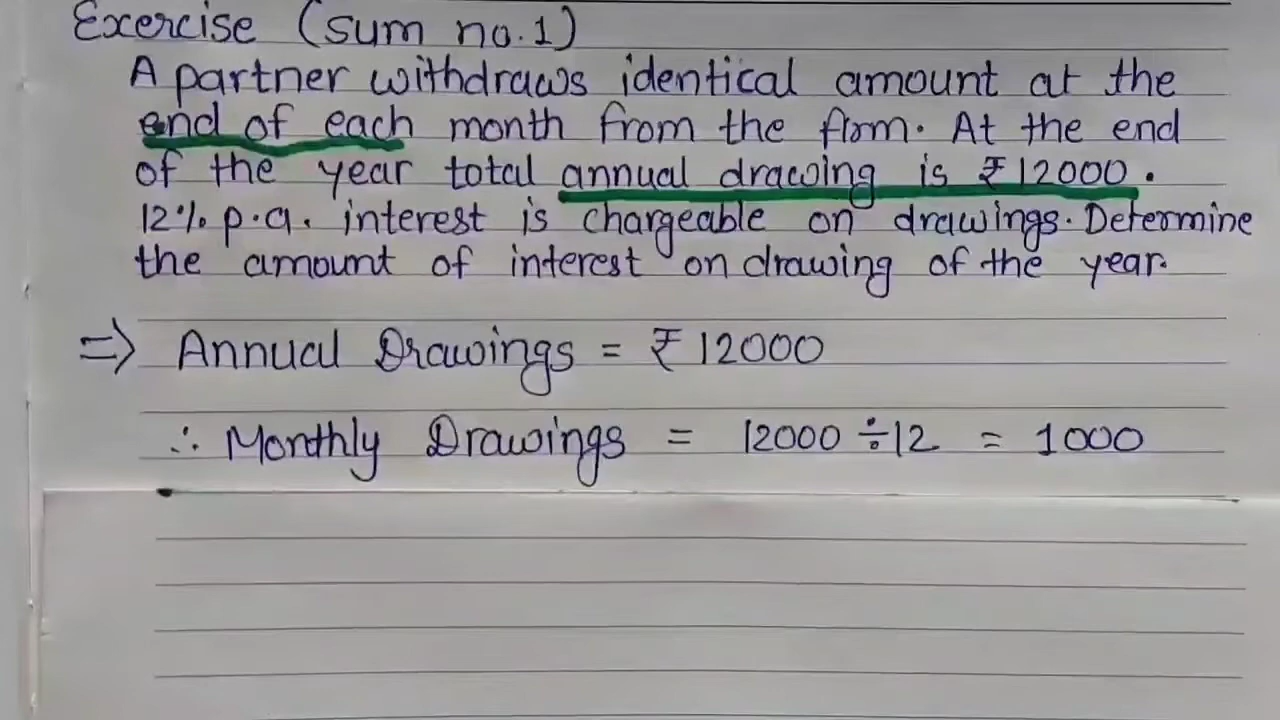 Exercise (sum no.1)
A partner withdraws identical amount at the
end of each month from the firm. At the end
of the year total annual drawing is ₹12000.
12% p.a. interest is chargeable on drawings. Determine
the amount of interest on drawing of the year.
⇒ Annual Drawings = ₹12000
∴ Monthly Drawings = 12000 ÷12 = 1000